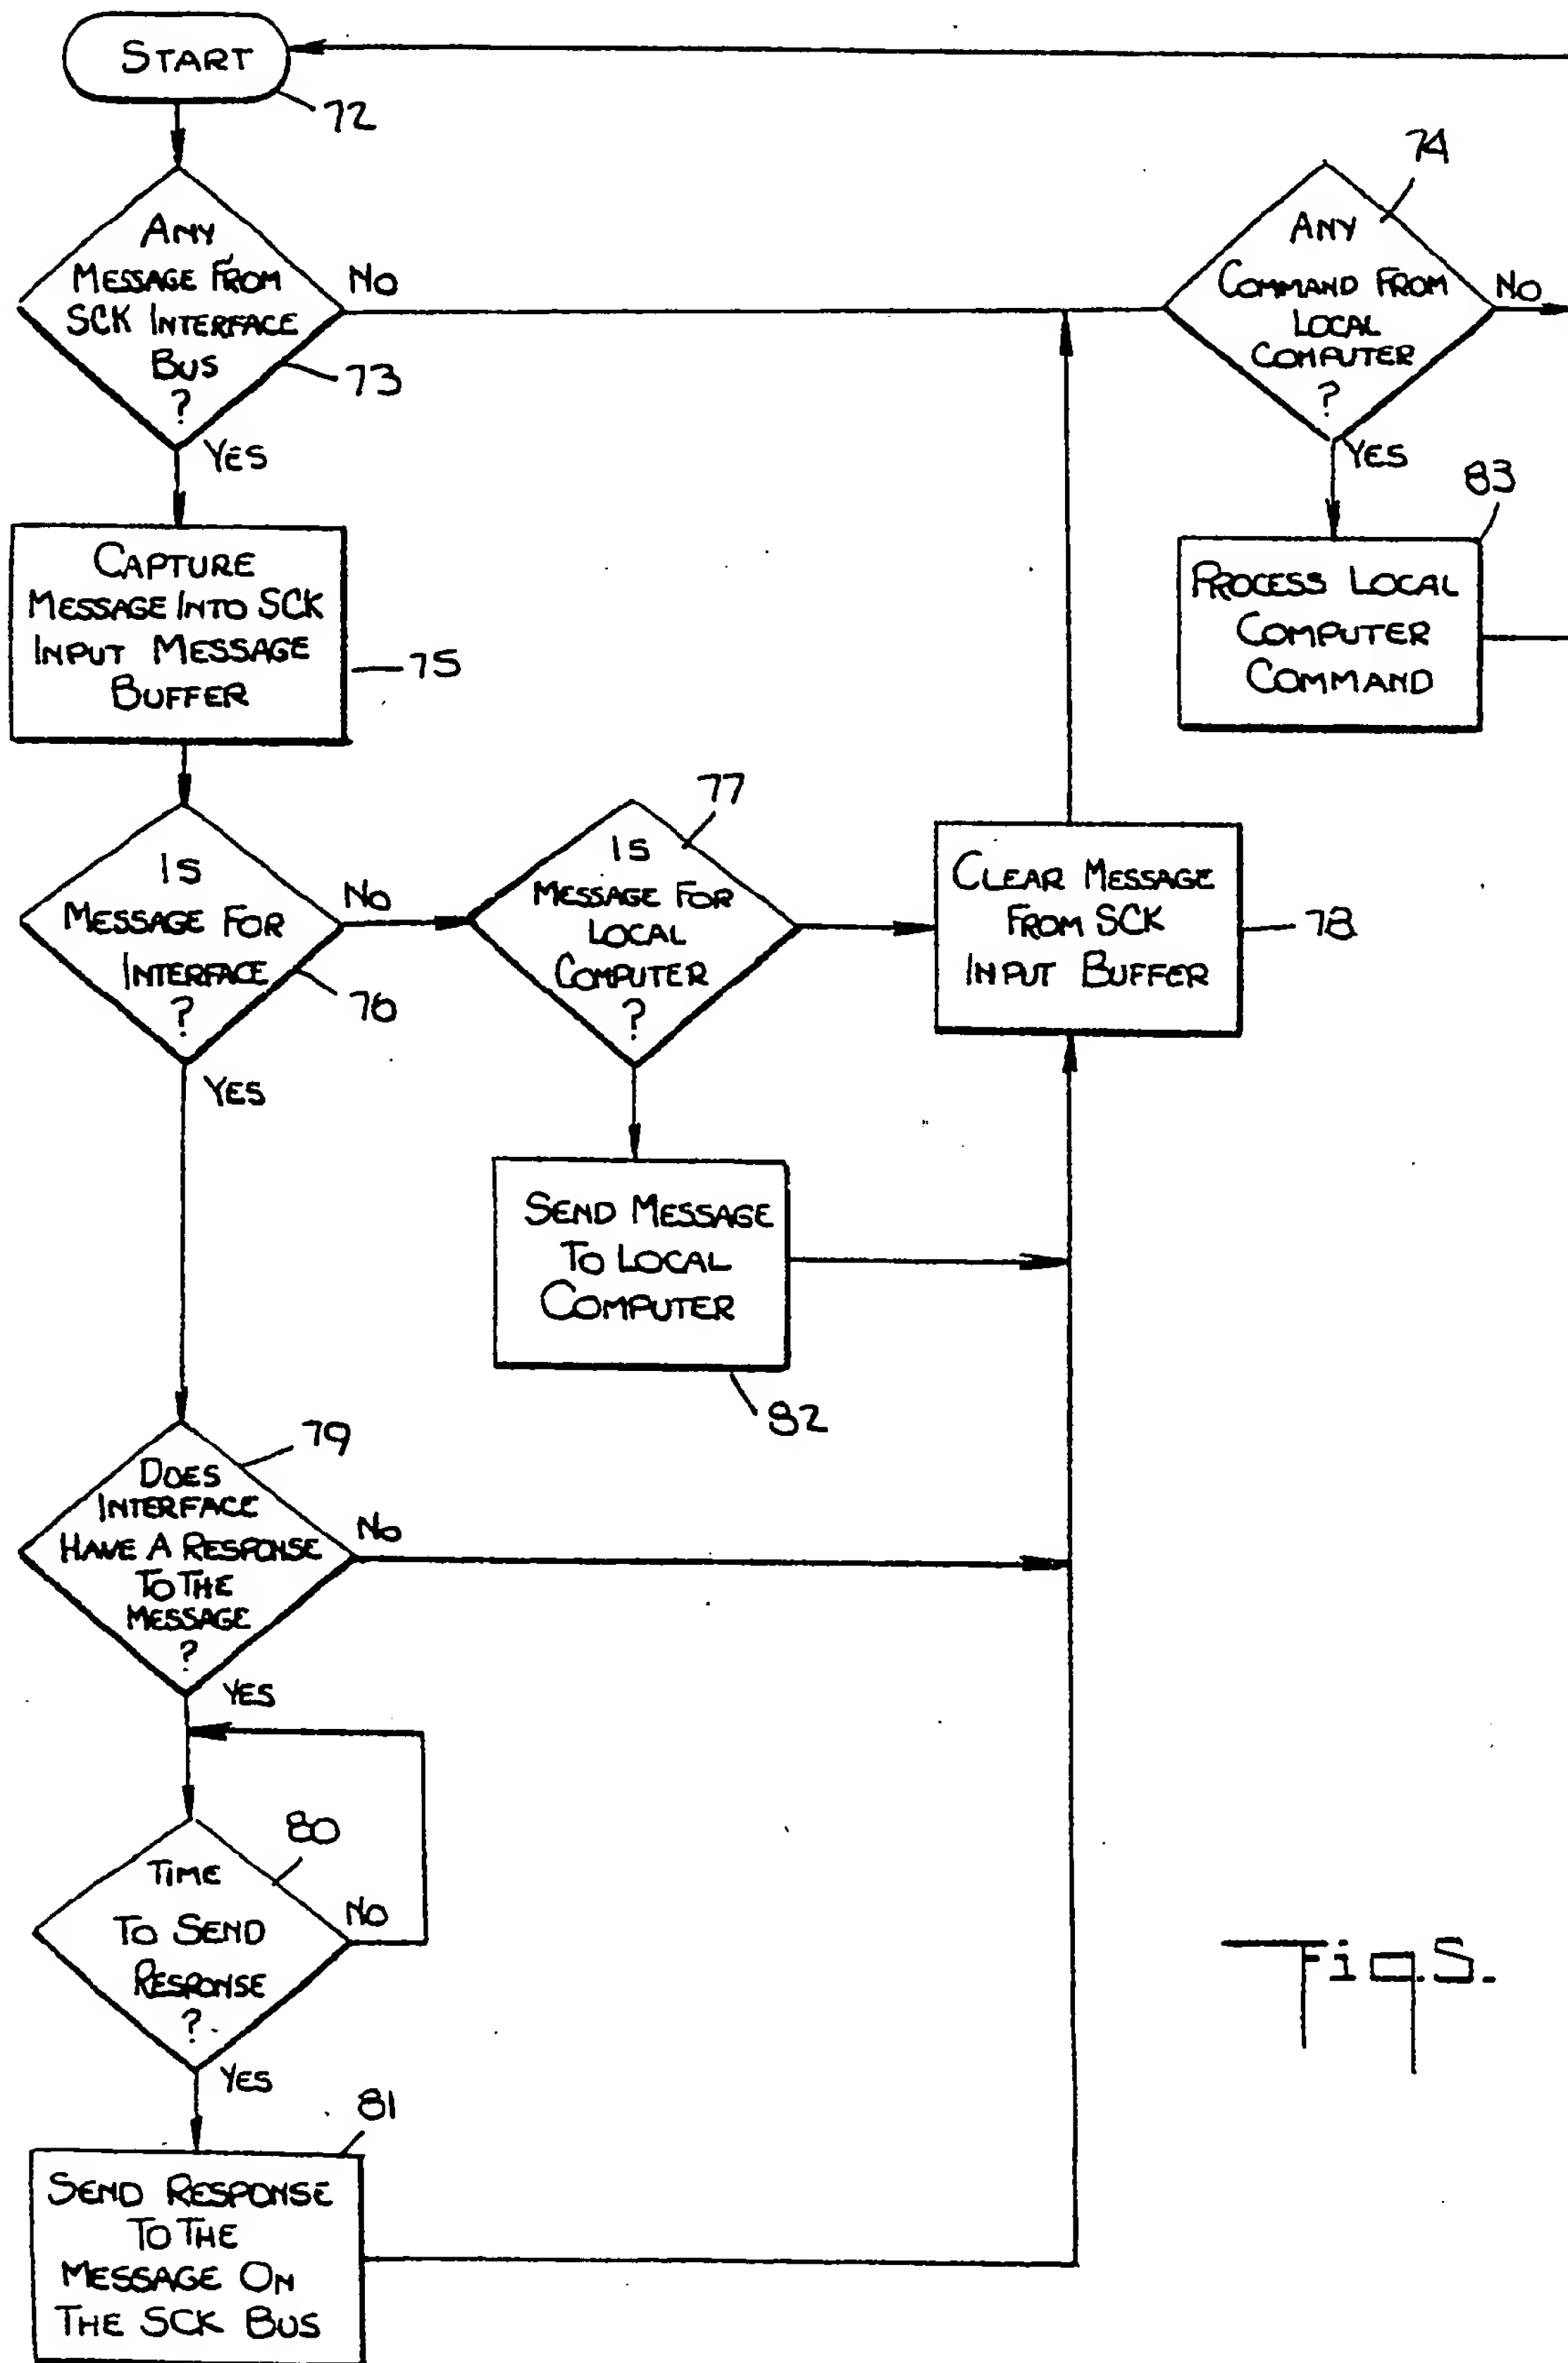 START
72
ANY
MESSAGE FROM
SCK INTERFACE
BUS
?
73
NO
YES
74
ANY
COMMAND FROM
LOCAL
COMPUTER
?
NO
YES
83
PROCESS LOCAL
COMPUTER
COMMAND
CAPTURE
MESSAGE INTO SCK
INPUT MESSAGE
BUFFER
75
IS
MESSAGE FOR
INTERFACE
?
76
NO
YES
77
IS
MESSAGE FOR
LOCAL
COMPUTER
?
CLEAR MESSAGE
FROM SCK
INPUT BUFFER
78
SEND MESSAGE
TO LOCAL
COMPUTER
82
79
DOES
INTERFACE
HAVE A RESPONSE
TO THE
MESSAGE
?
NO
YES
80
TIME
TO SEND
RESPONSE
?
NO
YES
81
SEND RESPONSE
TO THE
MESSAGE ON
THE SCK BUS
Fig.5.